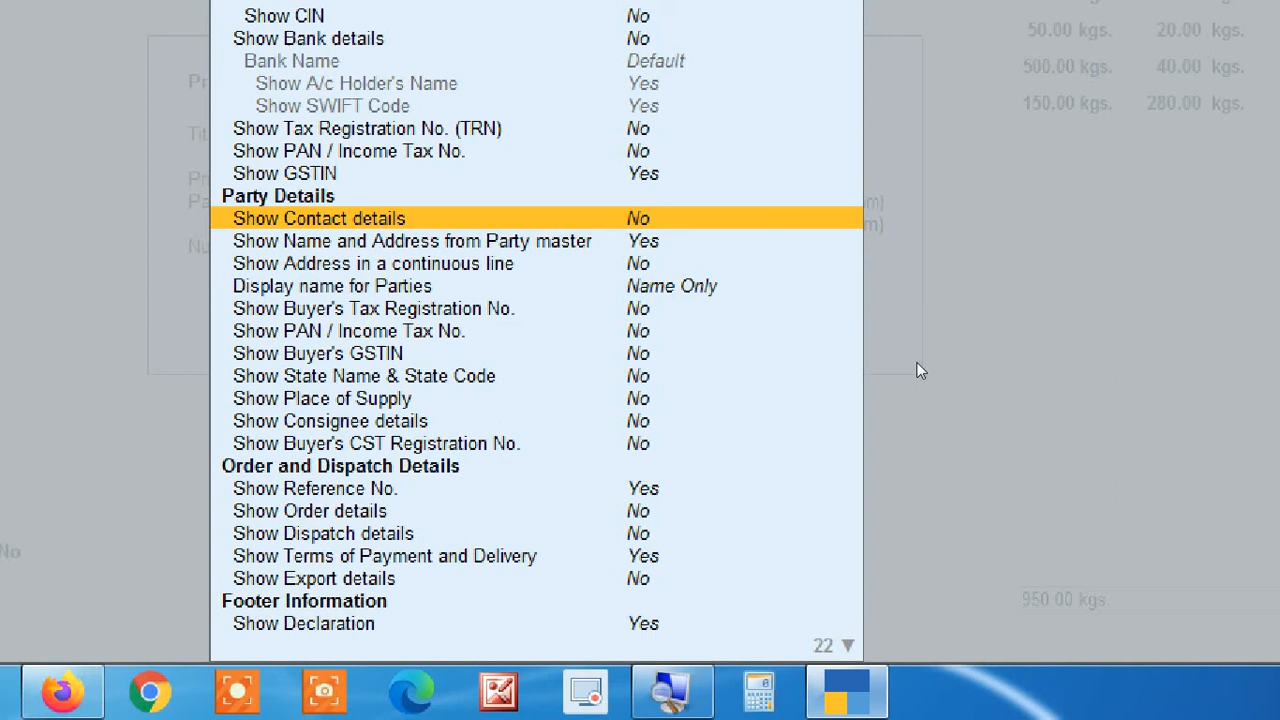 Show CIN No
Show Bank details No
Bank Name Default
Show A/c Holder's Name Yes
Show SWIFT Code Yes
Show Tax Registration No. (TRN) No
Show PAN / Income Tax No. No
Show GSTIN Yes
Party Details
Show Contact details No
Show Name and Address from Party master Yes
Show Address in a continuous line No
Display name for Parties Name Only
Show Buyer's Tax Registration No. No
Show PAN / Income Tax No. No
Show Buyer's GSTIN No
Show State Name & State Code No
Show Place of Supply No
Show Consignee details No
Show Buyer's CST Registration No. No
Order and Dispatch Details
Show Reference No. Yes
Show Order details No
Show Dispatch details No
Show Terms of Payment and Delivery Yes
Show Export details No
Footer Information
Show Declaration Yes
22
50.00 kgs. 20.00 kgs.
500.00 kgs. 40.00 kgs.
150.00 kgs. 280.00 kgs.
No
950.00 kgs.